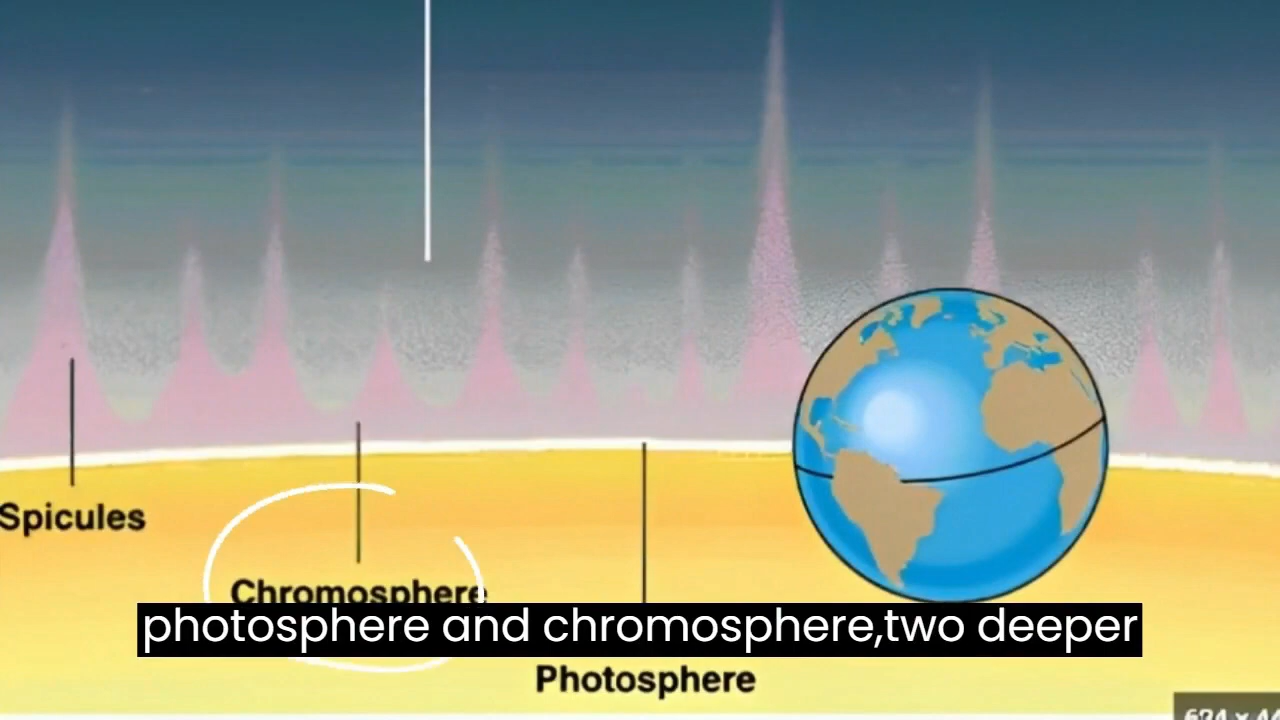 Spicules
Chromosphere
photosphere and chromosphere,two deeper
Photosphere